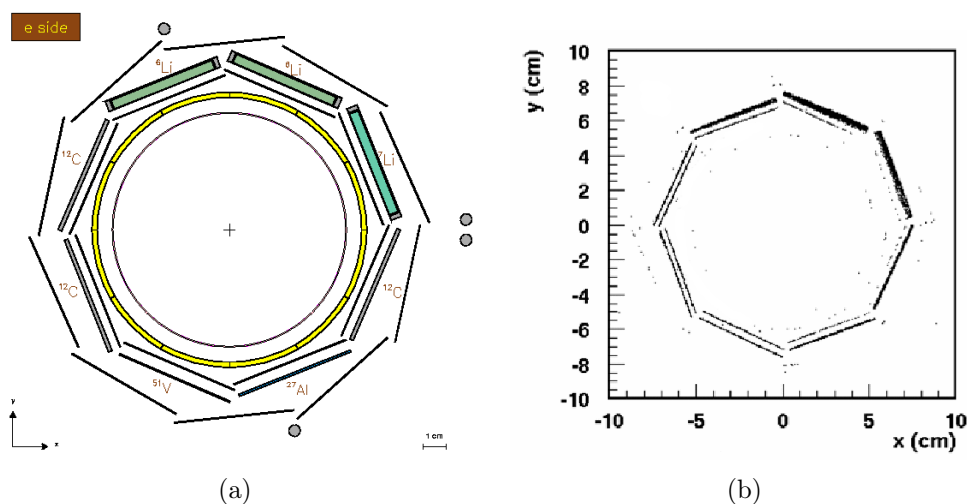 e side
⁶Li
⁶Li
¹²C
⁷Li
¹²C
¹²C
⁵¹V
²⁷Al
y
x
1 cm
(a)
y (cm)
10
8
6
4
2
0
-2
-4
-6
-8
-10
-10
-5
0
5
10
x (cm)
(b)